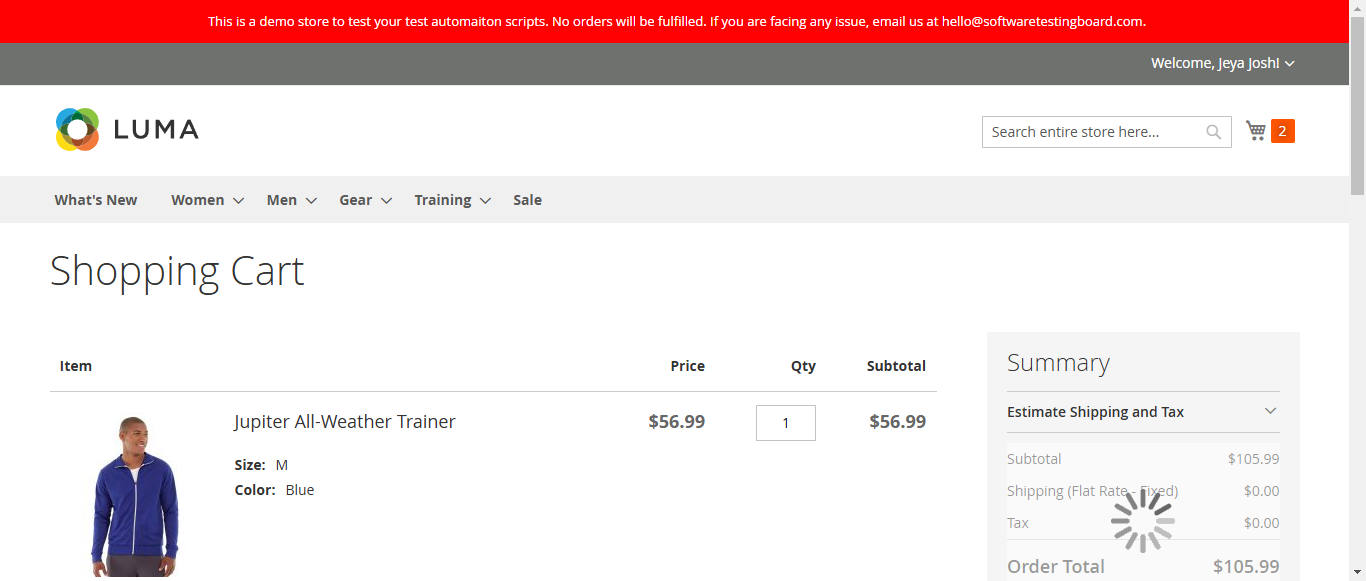 This is a demo store to test your test automaiton scripts. No orders will be fulfilled. If you are facing any issue, email us at hello@softwaretestingboard.com.
Welcome, Jeya Josh!
LUMA
Search entire store here...
2
What's New Women Men Gear Training Sale
Shopping Cart
Item Price Qty Subtotal
Jupiter All-Weather Trainer $56.99 1 $56.99
Size: M
Color: Blue
Summary
Estimate Shipping and Tax
Subtotal $105.99
Shipping (Flat Rate - Fixed) $0.00
Tax $0.00
Order Total $105.99